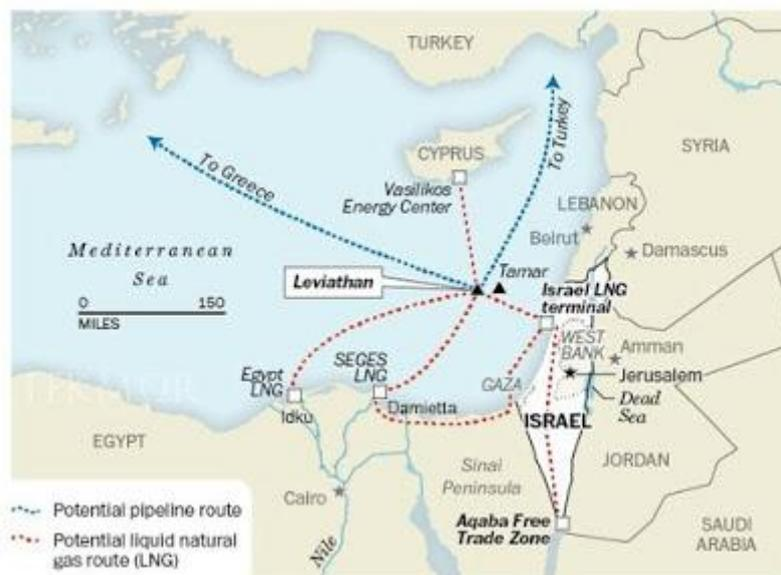 TURKEY
To Greece
To Turkey
CYPRUS
Vasilikos
Energy Center
SYRIA
LEBANON
Beirut
Damascus
Mediterranean
Sea
Leviathan
Tamar
0 150
MILES
Israel LNG
terminal
WEST
BANK
Amman
Jerusalem
Dead
Sea
Egypt
LNG
SEGES
LNG
GAZA
Idku
Damietta
ISRAEL
EGYPT
JORDAN
Sinai
Peninsula
Cairo
Nile
Aqaba Free
Trade Zone
SAUDI
ARABIA
Potential pipeline route
Potential liquid natural
gas route (LNG)